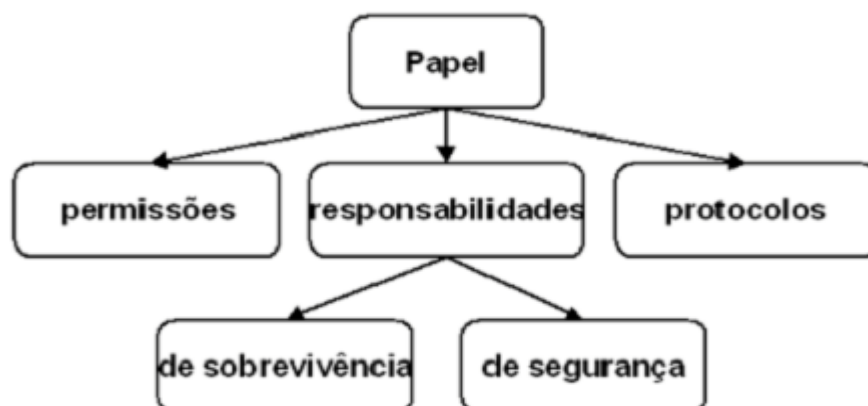 Papel
permissões
responsabilidades
protocolos
de sobrevivência
de segurança